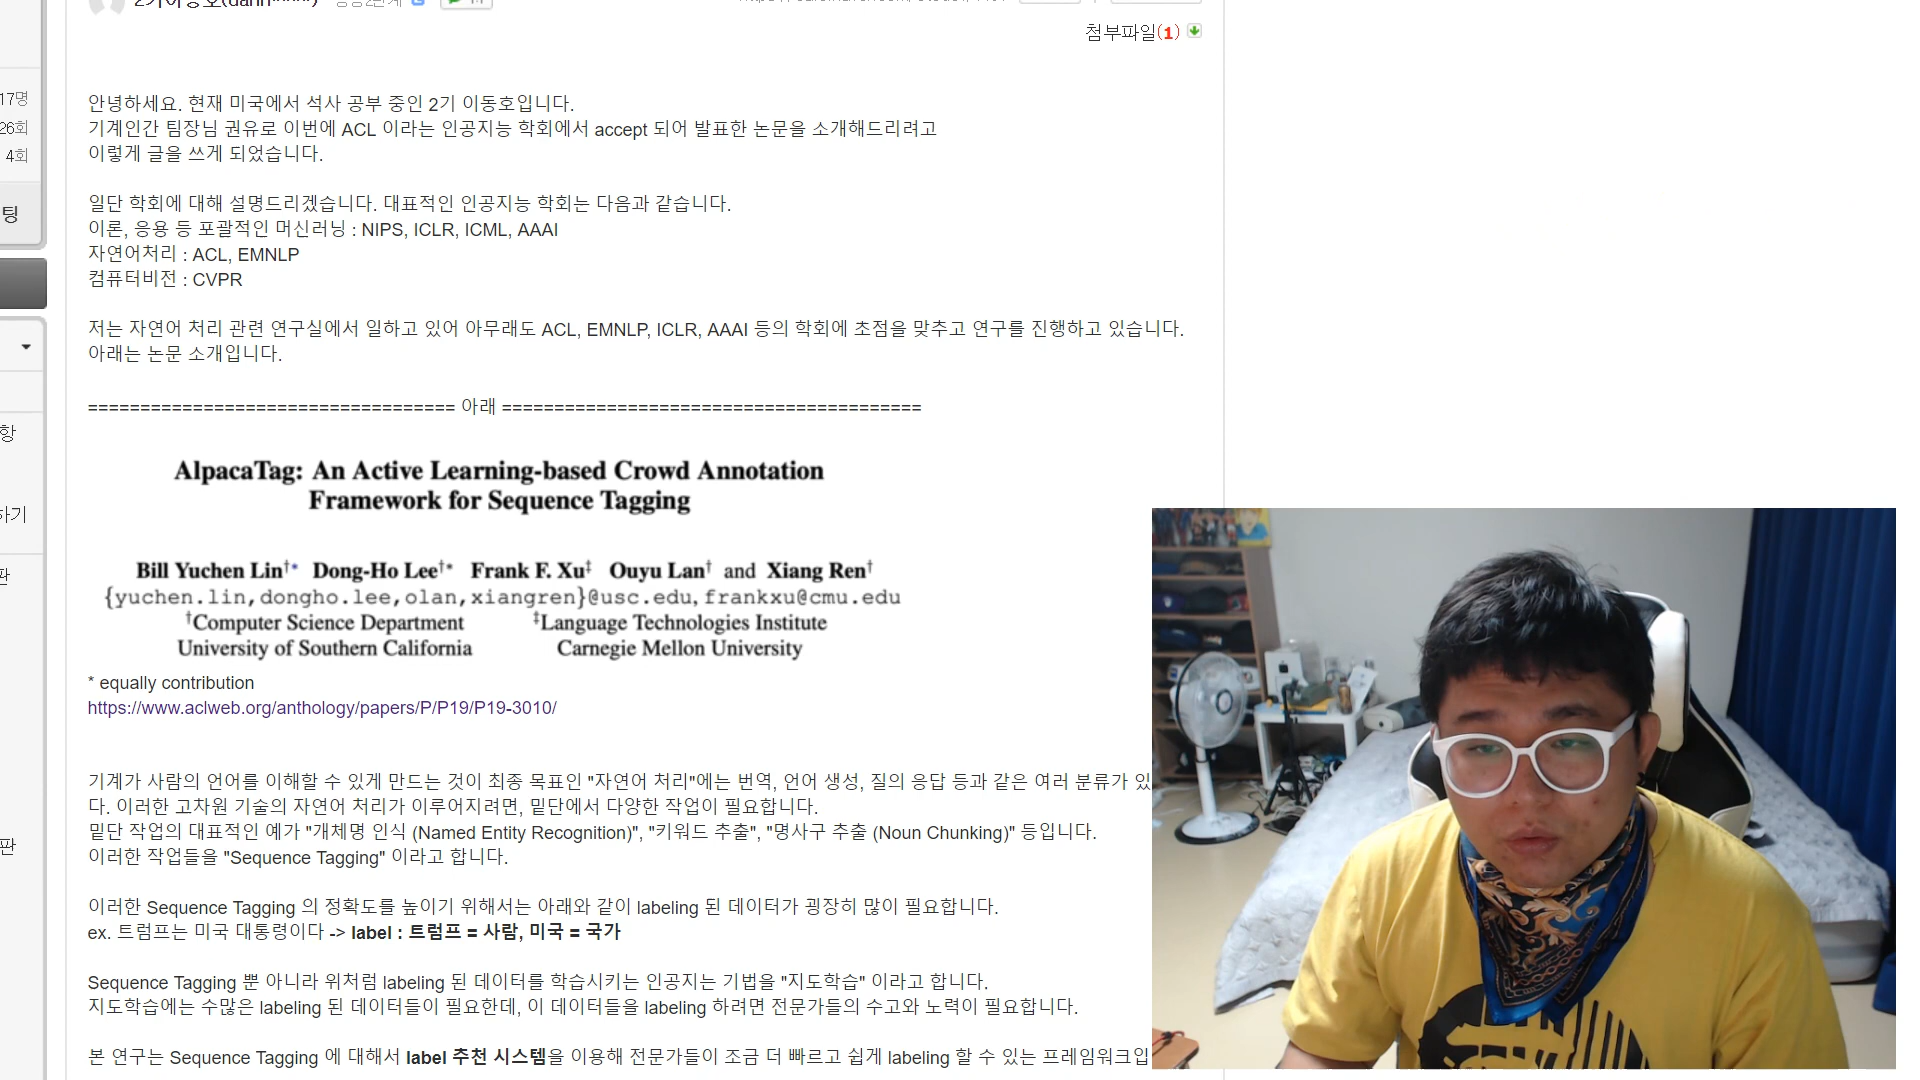 첨부파일(1)
17명
26회
4회
팅
안녕하세요. 현재 미국에서 석사 공부 중인 2기 이동호입니다.
기계인간 팀장님 권유로 이번에 ACL 이라는 인공지능 학회에서 accept 되어 발표한 논문을 소개해드리려고
이렇게 글을 쓰게 되었습니다.
일단 학회에 대해 설명드리겠습니다. 대표적인 인공지능 학회는 다음과 같습니다.
이론, 응용 등 포괄적인 머신러닝 : NIPS, ICLR, ICML, AAAI
자연어처리 : ACL, EMNLP
컴퓨터비전 : CVPR
저는 자연어 처리 관련 연구실에서 일하고 있어 아무래도 ACL, EMNLP, ICLR, AAAI 등의 학회에 초점을 맞추고 연구를 진행하고 있습니다.
아래는 논문 소개입니다.
=================================== 아래 ========================================
항
하기
판
판
AlpacaTag: An Active Learning-based Crowd Annotation
Framework for Sequence Tagging
Bill Yuchen Lin†* Dong-Ho Lee†* Frank F. Xu‡ Ouyu Lan† and Xiang Ren†
{yuchen.lin,dongho.lee,olan,xiangren}@usc.edu, frankxu@cmu.edu
†Computer Science Department ‡Language Technologies Institute
University of Southern California Carnegie Mellon University
* equally contribution
https://www.aclweb.org/anthology/papers/P/P19/P19-3010/
기계가 사람의 언어를 이해할 수 있게 만드는 것이 최종 목표인 "자연어 처리"에는 번역, 언어 생성, 질의 응답 등과 같은 여러 분류가 있
다. 이러한 고차원 기술의 자연어 처리가 이루어지려면, 밑단에서 다양한 작업이 필요합니다.
밑단 작업의 대표적인 예가 "개체명 인식 (Named Entity Recognition)", "키워드 추출", "명사구 추출 (Noun Chunking)" 등입니다.
이러한 작업들을 "Sequence Tagging" 이라고 합니다.
이러한 Sequence Tagging 의 정확도를 높이기 위해서는 아래와 같이 labeling 된 데이터가 굉장히 많이 필요합니다.
ex. 트럼프는 미국 대통령이다 -> label : 트럼프 = 사람, 미국 = 국가
Sequence Tagging 뿐 아니라 위처럼 labeling 된 데이터를 학습시키는 인공지는 기법을 "지도학습" 이라고 합니다.
지도학습에는 수많은 labeling 된 데이터들이 필요한데, 이 데이터들을 labeling 하려면 전문가들의 수고와 노력이 필요합니다.
본 연구는 Sequence Tagging 에 대해서 label 추천 시스템을 이용해 전문가들이 조금 더 빠르고 쉽게 labeling 할 수 있는 프레임워크입